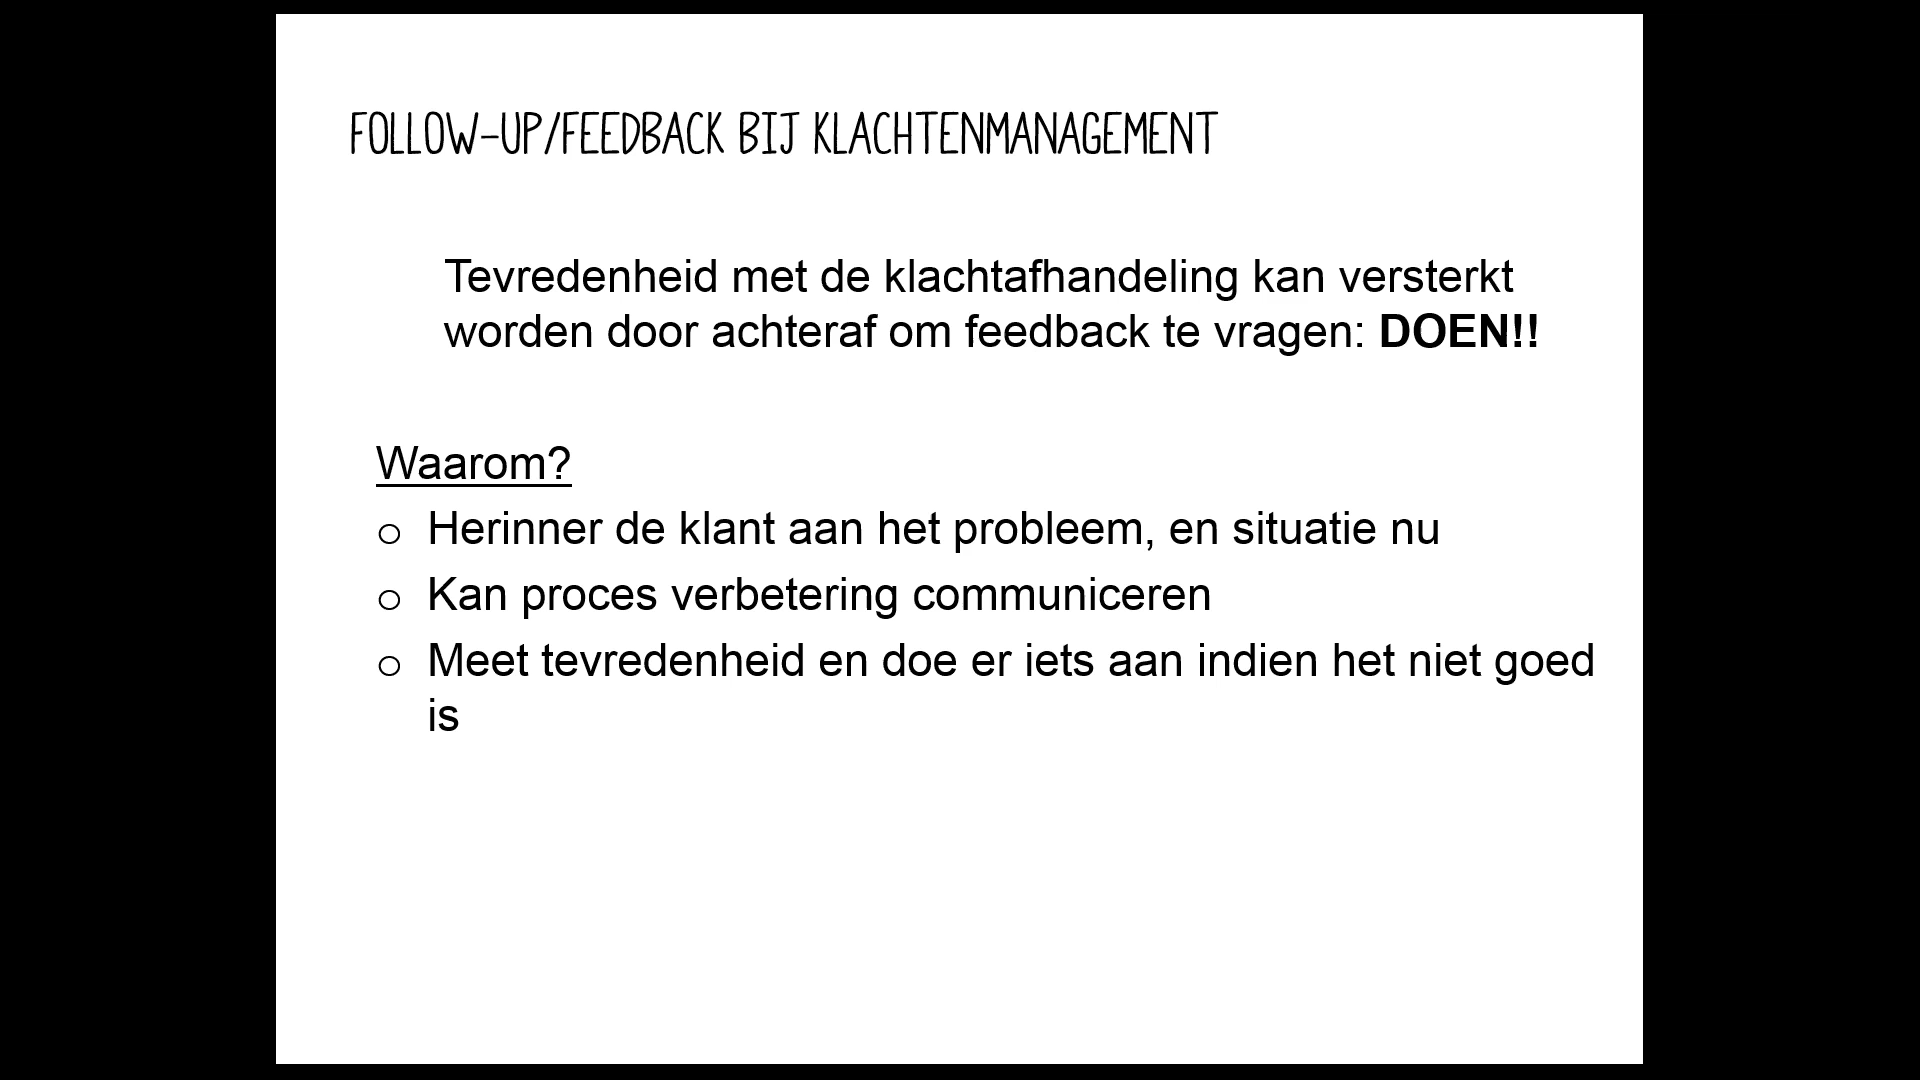 FOLLOW-UP/FEEDBACK BIJ KLACHTENMANAGEMENT
Tevredenheid met de klachtafhandeling kan versterkt
worden door achteraf om feedback te vragen: DOEN!!
Waarom?
o Herinner de klant aan het probleem, en situatie nu
o Kan proces verbetering communiceren
o Meet tevredenheid en doe er iets aan indien het niet goed
is